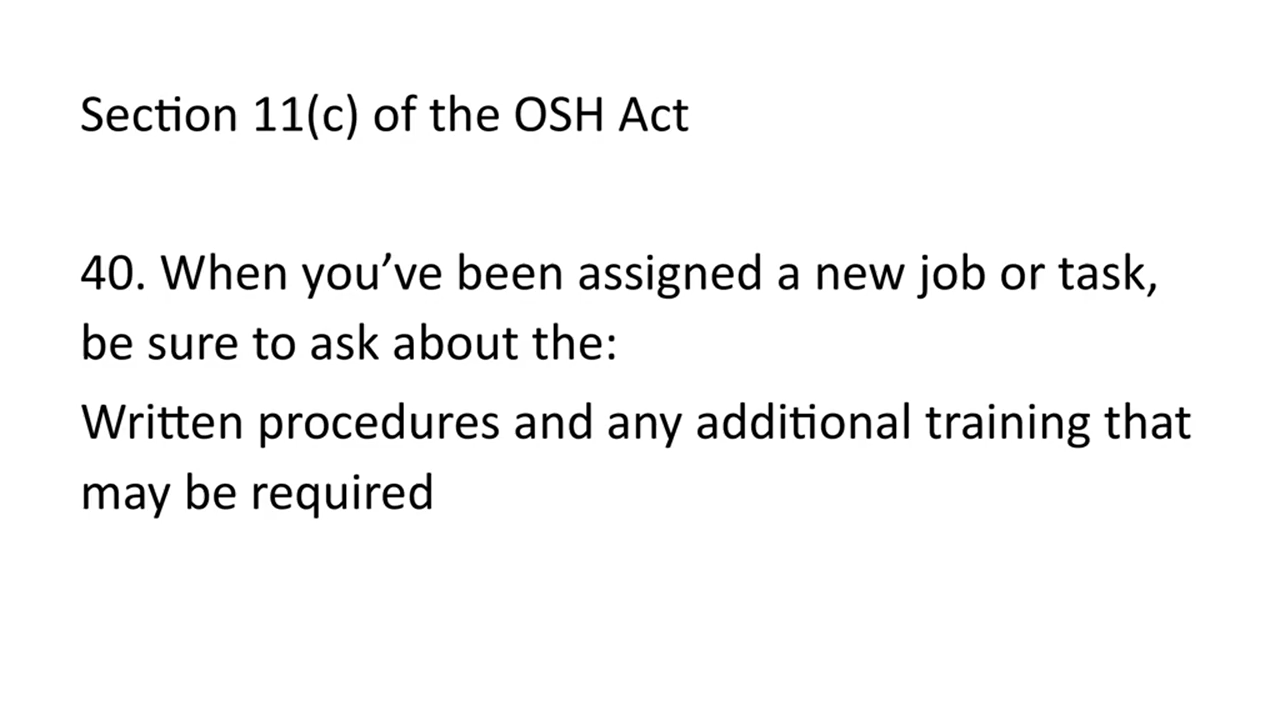 Section 11(c) of the OSH Act
40. When you’ve been assigned a new job or task,
be sure to ask about the:
Written procedures and any additional training that
may be required